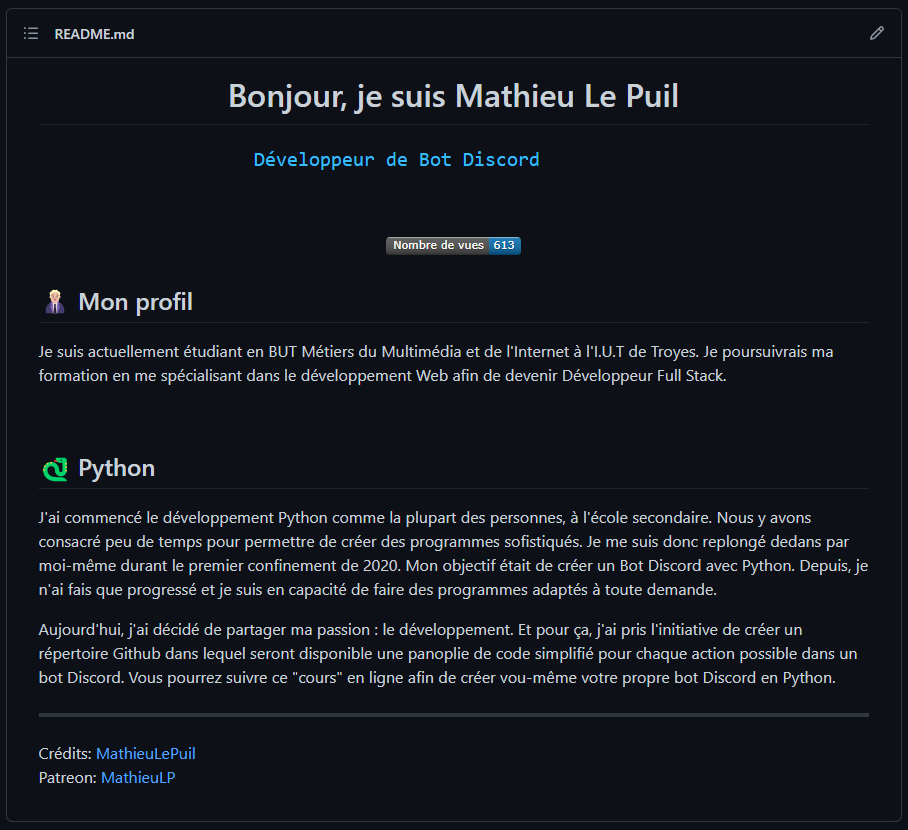 README.md
Bonjour, je suis Mathieu Le Puil
Développeur de Bot Discord
Nombre de vues 613
Mon profil
Je suis actuellement étudiant en BUT Métiers du Multimédia et de l'Internet à l'I.U.T de Troyes. Je poursuivrais ma
formation en me spécialisant dans le développement Web afin de devenir Développeur Full Stack.
Python
J'ai commencé le développement Python comme la plupart des personnes, à l'école secondaire. Nous y avons
consacré peu de temps pour permettre de créer des programmes sofistiqués. Je me suis donc replongé dedans par
moi-même durant le premier confinement de 2020. Mon objectif était de créer un Bot Discord avec Python. Depuis, je
n'ai fais que progressé et je suis en capacité de faire des programmes adaptés à toute demande.
Aujourd'hui, j'ai décidé de partager ma passion : le développement. Et pour ça, j'ai pris l'initiative de créer un
répertoire Github dans lequel seront disponible une panoplie de code simplifié pour chaque action possible dans un
bot Discord. Vous pourrez suivre ce "cours" en ligne afin de créer vou-même votre propre bot Discord en Python.
Crédits: MathieuLePuil
Patreon: MathieuLP